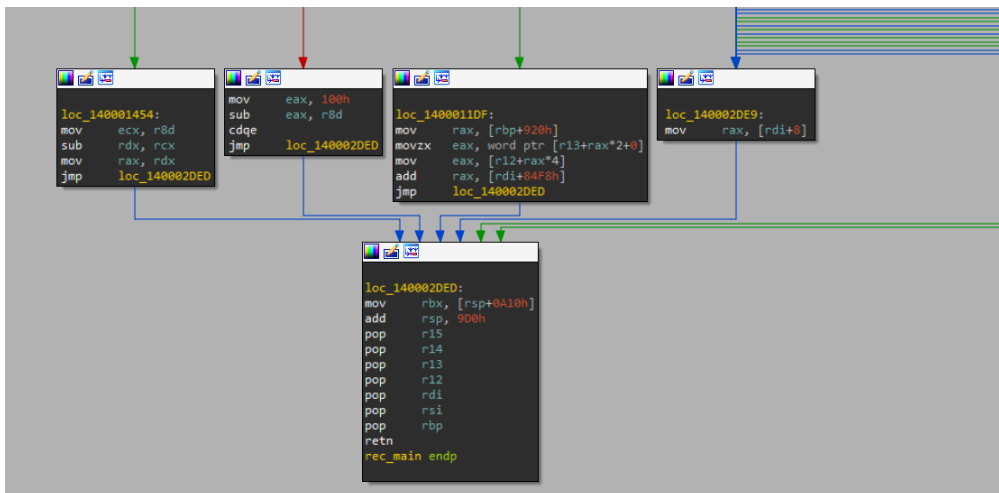 loc_140001454:
mov ecx, r8d
sub rdx, rcx
mov rax, rdx
jmp loc_140002DED
mov eax, 100h
sub eax, r8d
cdqe
jmp loc_140002DED
loc_1400011DF:
mov rax, [rbp+920h]
movzx eax, word ptr [r13+rax*2+0]
mov eax, [r12+rax*4]
add rax, [rdi+84F8h]
jmp loc_140002DED
loc_140002DE9:
mov rax, [rdi+8]
loc_140002DED:
mov rbx, [rsp+0A10h]
add rsp, 9D0h
pop r15
pop r14
pop r13
pop r12
pop rdi
pop rsi
pop rbp
retn
rec_main endp